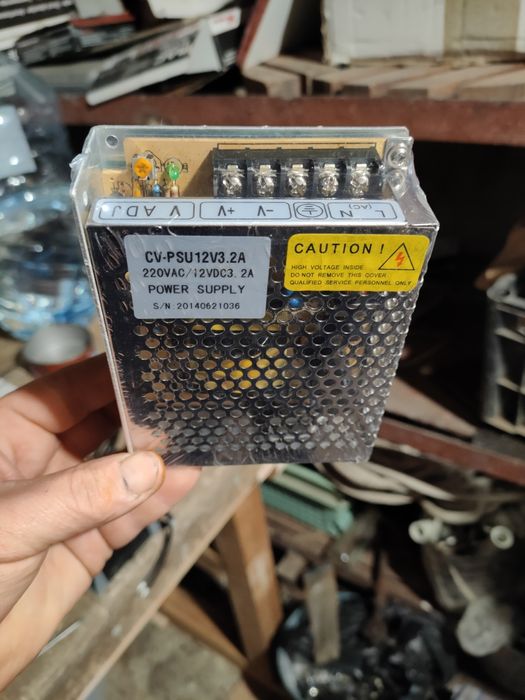 V ADJ +V -V L N
(AC)
CV-PSU12V3.2A
220VAC/12VDC3.2A
POWER SUPPLY
S/N 20140621036
CAUTION !
HIGH VOLTAGE INSIDE
DO NOT REMOVE THIS COVER
QUALIFIED SERVICE PERSONNEL ONLY